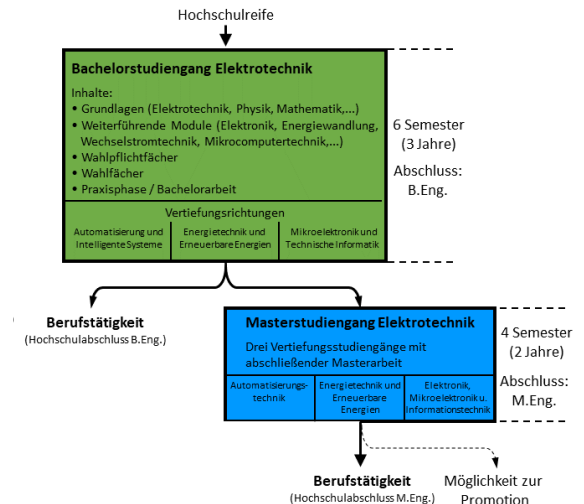 Hochschulreife
Bachelorstudiengang Elektrotechnik
Inhalte:
• Grundlagen (Elektrotechnik, Physik, Mathematik,...)
• Weiterführende Module (Elektronik, Energiewandlung,
Wechselstromtechnik, Mikrocomputertechnik,...)
• Wahlpflichtfächer
• Wahlfächer
• Praxisphase / Bachelorarbeit
6 Semester
(3 Jahre)
Abschluss:
B.Eng.
Vertiefungsrichtungen
Automatisierung und
Intelligente Systeme
Energietechnik und
Erneuerbare Energien
Mikroelektronik und
Technische Informatik
Berufstätigkeit
(Hochschulabschluss B.Eng.)
Masterstudiengang Elektrotechnik
Drei Vertiefungsstudiengänge mit
abschließender Masterarbeit
Automatisierungs-
technik
Energietechnik und
Erneuerbare
Energien
Elektronik,
Mikroelektronik u.
Informationstechnik
4 Semester
(2 Jahre)
Abschluss:
M.Eng.
Berufstätigkeit
(Hochschulabschluss M.Eng.)
Möglichkeit zur
Promotion